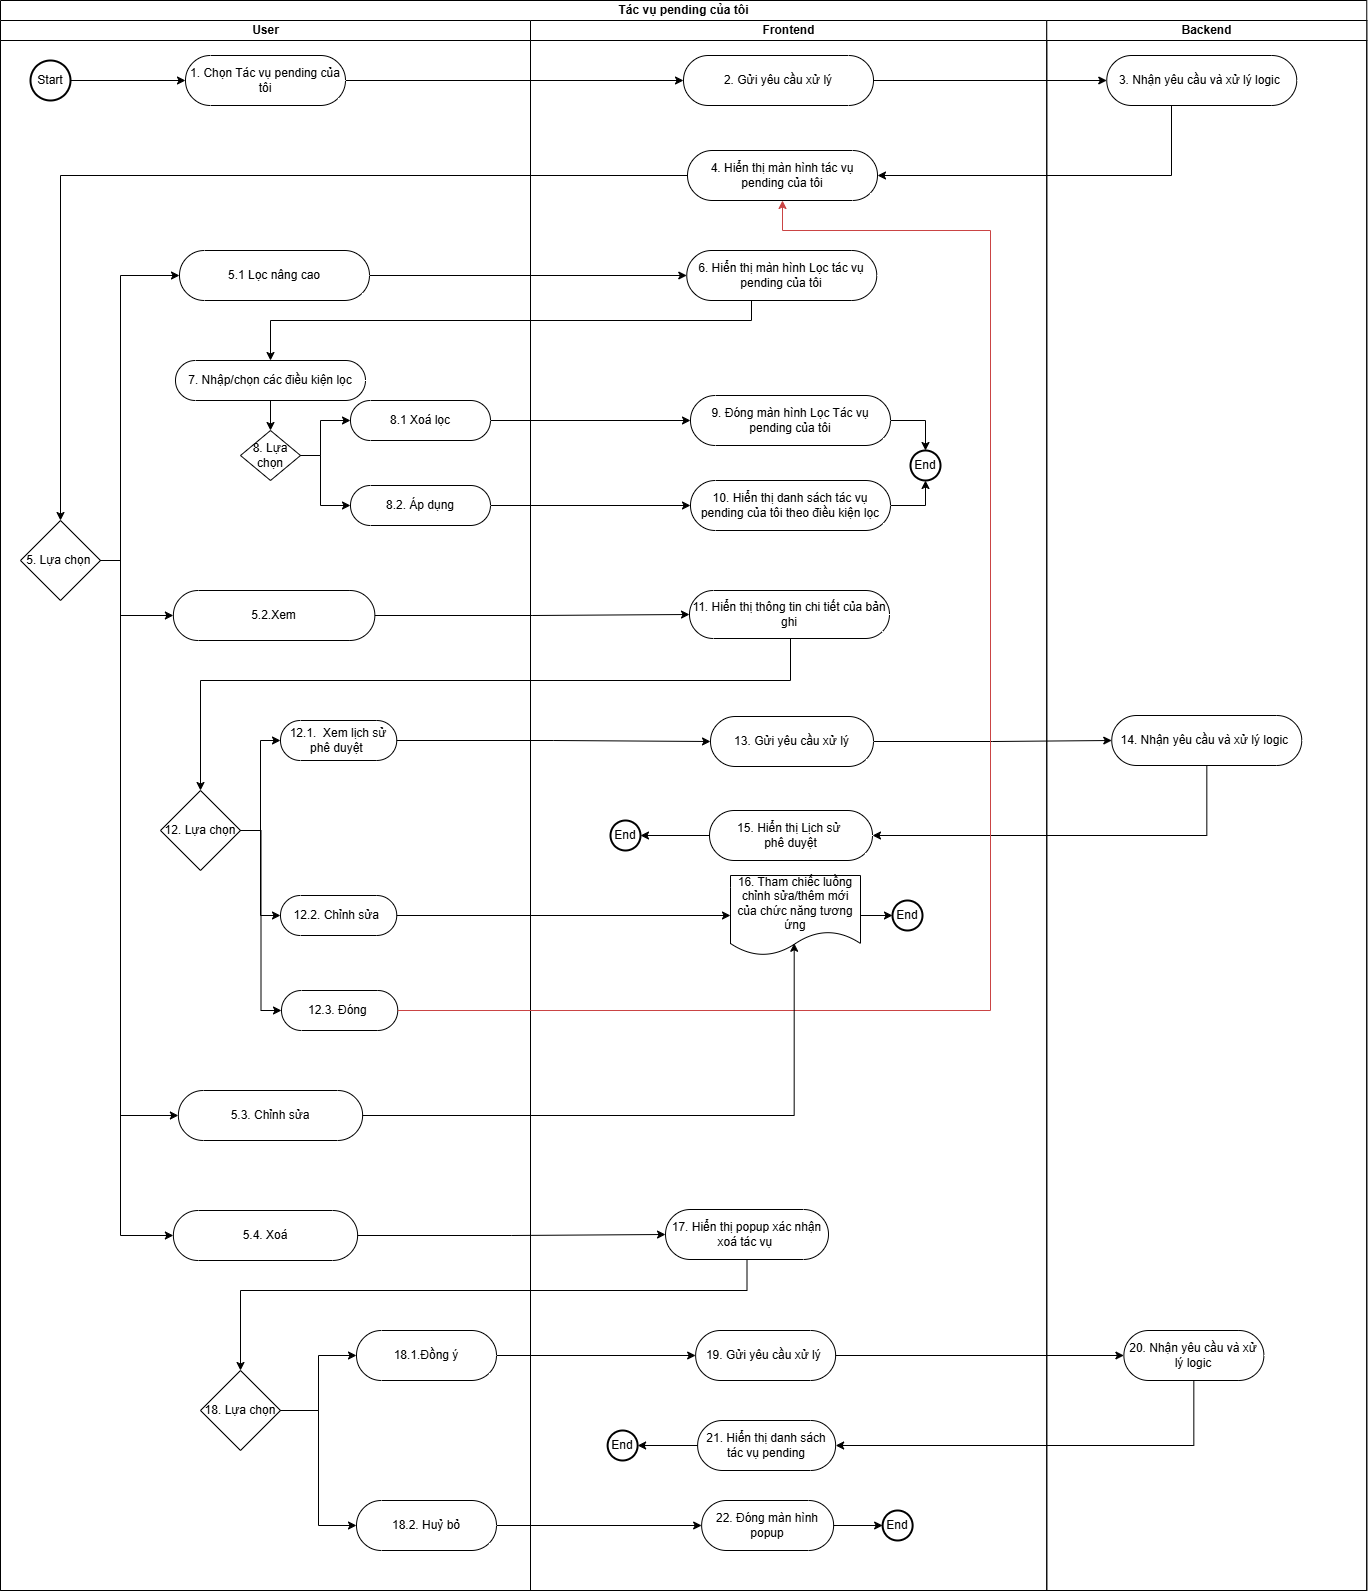 Tác vụ pending của tôi
User
Frontend
Backend
Start
1. Chọn Tác vụ pending của
tôi
2. Gửi yêu cầu xử lý
3. Nhận yêu cầu và xử lý logic
4. Hiển thị màn hình tác vụ
pending của tôi
5.1 Lọc nâng cao
6. Hiển thị màn hình Lọc tác vụ
pending của tôi
7. Nhập/chọn các điều kiện lọc
8. Lựa
chọn
8.1 Xoá lọc
9. Đóng màn hình Lọc Tác vụ
pending của tôi
End
8.2. Áp dụng
10. Hiển thị danh sách tác vụ
pending của tôi theo điều kiện lọc
5. Lựa chọn
5.2.Xem
11. Hiển thị thông tin chi tiết của bản
ghi
12.1.  Xem lịch sử
phê duyệt
13. Gửi yêu cầu xử lý
14. Nhận yêu cầu và xử lý logic
12. Lựa chọn
End
15. Hiển thị Lịch sử
phê duyệt
12.2. Chỉnh sửa
16. Tham chiếc luồng
chỉnh sửa/thêm mới
của chức năng tương
ứng
End
12.3. Đóng
5.3. Chỉnh sửa
5.4. Xoá
17. Hiển thị popup xác nhận
xoá tác vụ
18.1.Đồng ý
19. Gửi yêu cầu xử lý
20. Nhận yêu cầu và xử
lý logic
18. Lựa chọn
End
21. Hiển thị danh sách
tác vụ pending
18.2. Huỷ bỏ
22. Đóng màn hình
popup
End